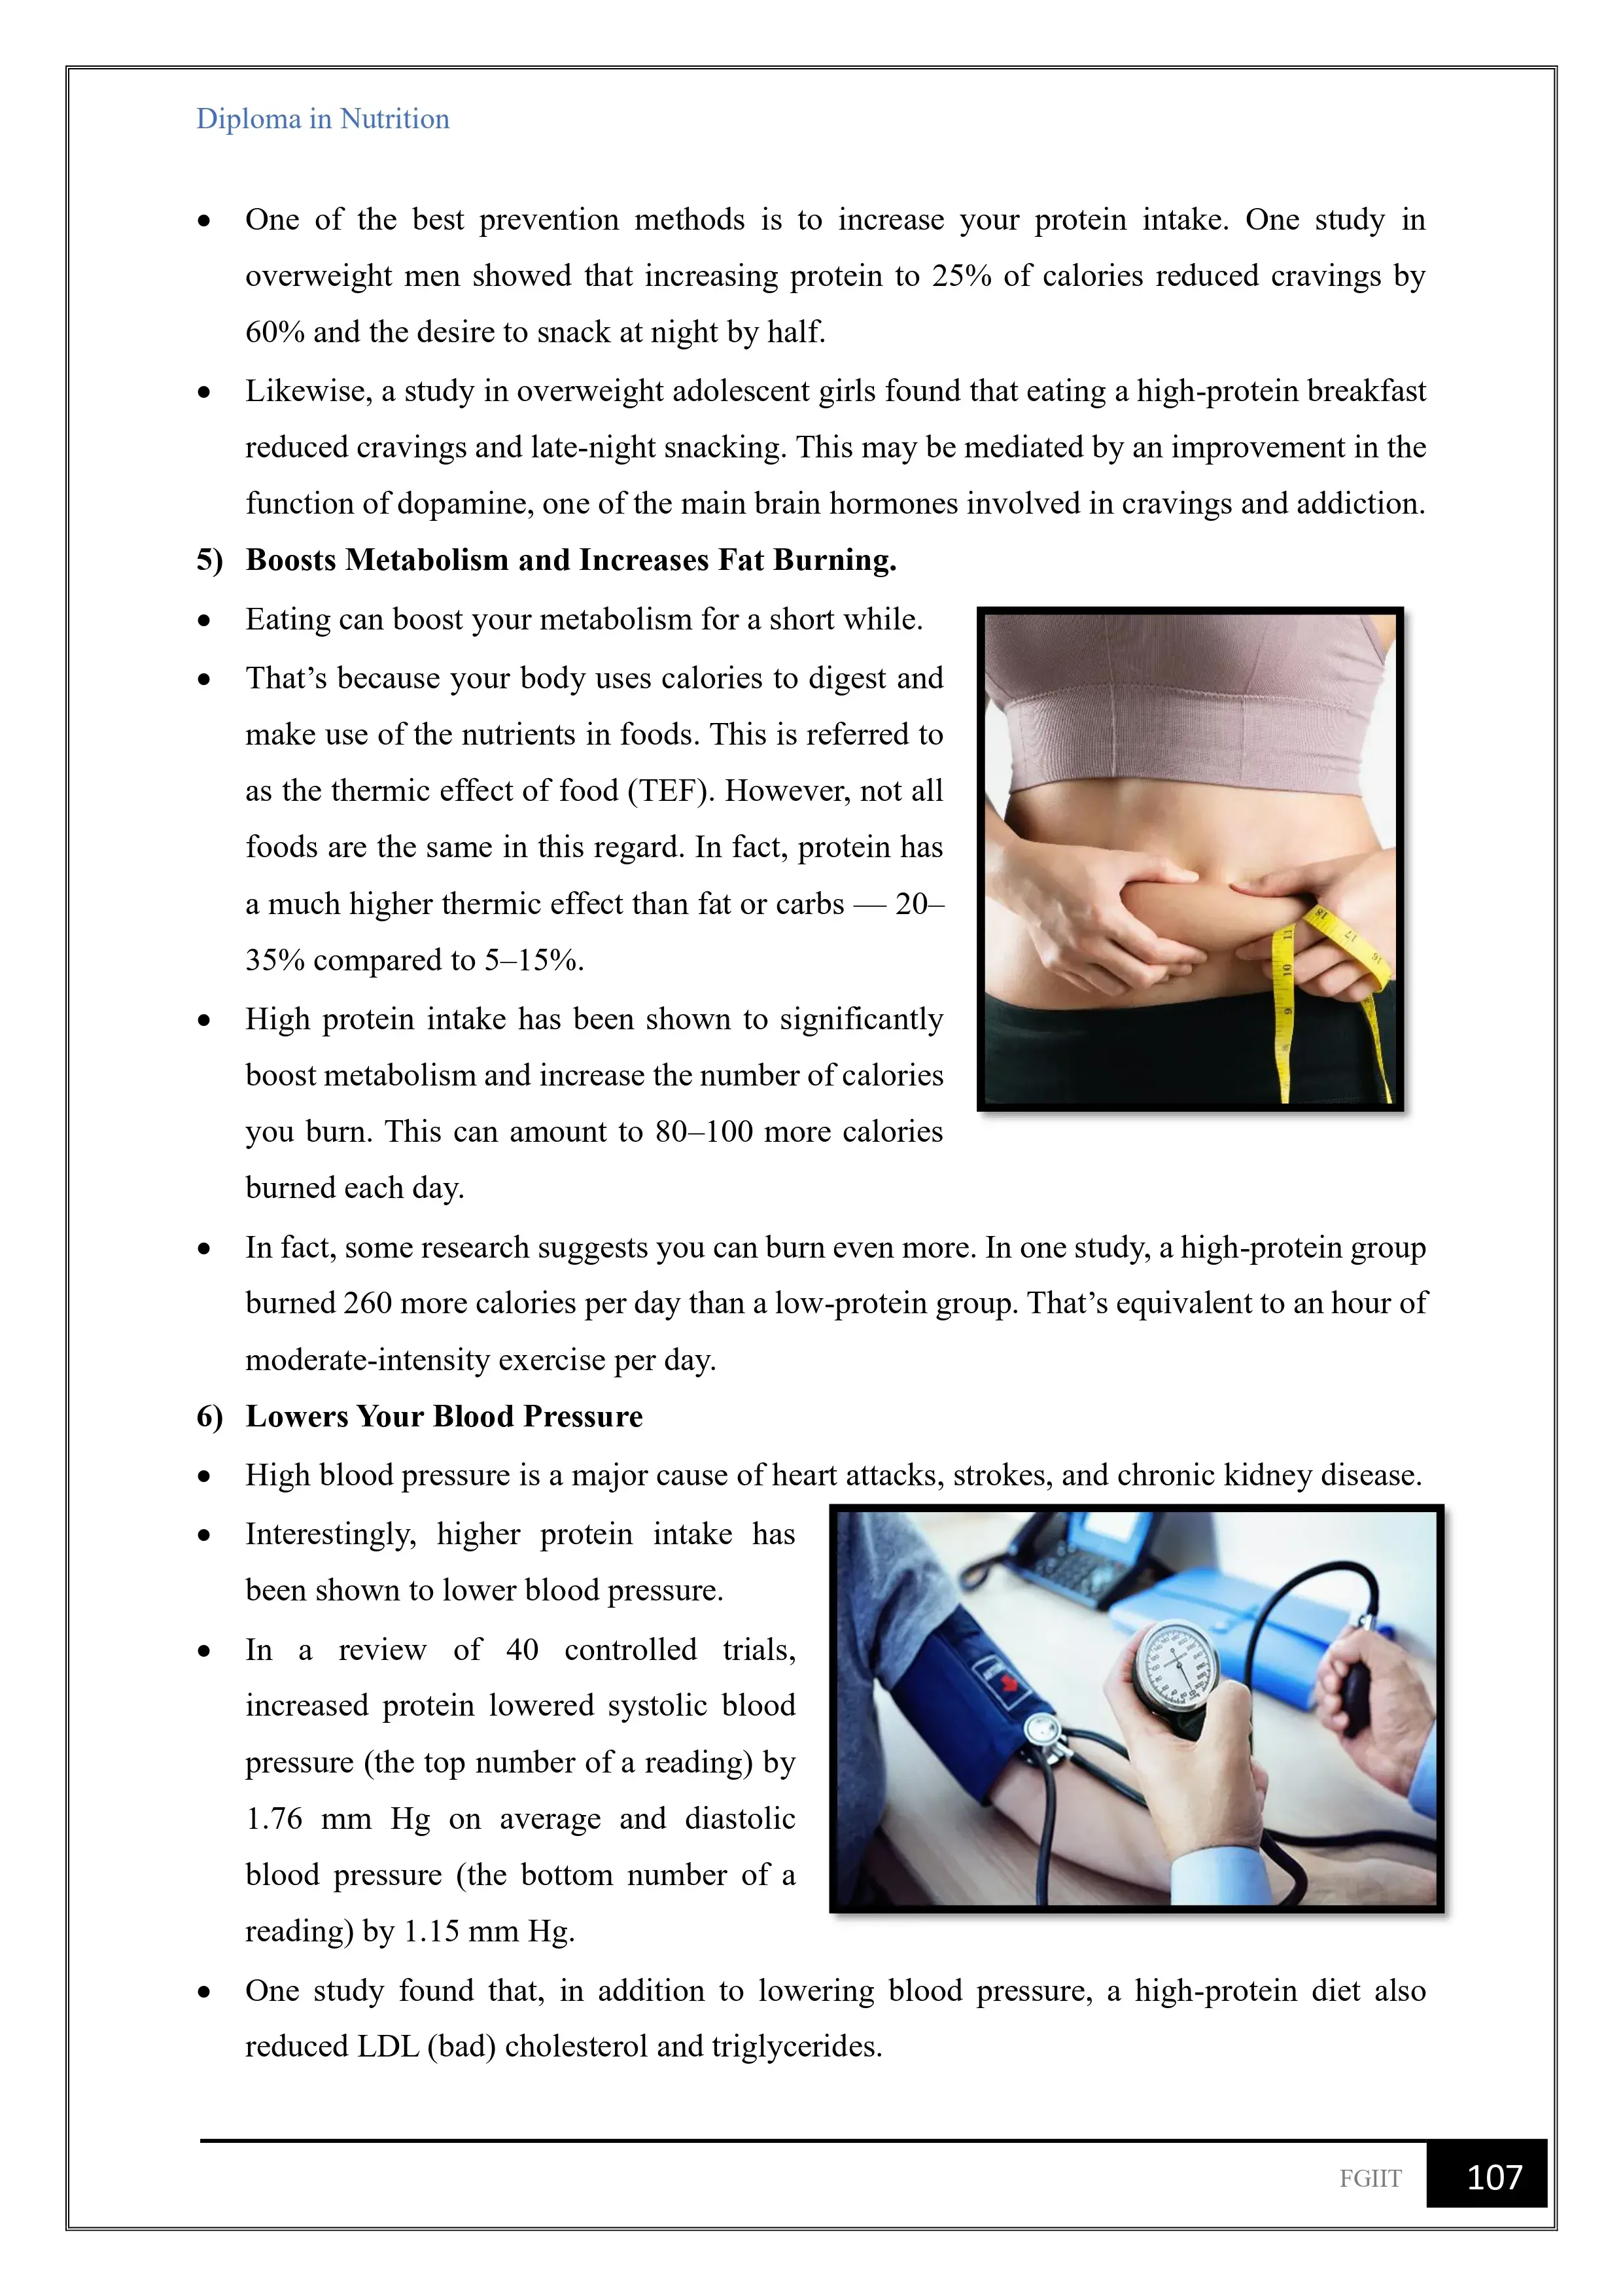 Diploma in Nutrition
• One of the best prevention methods is to increase your protein intake. One study in
overweight men showed that increasing protein to 25% of calories reduced cravings by
60% and the desire to snack at night by half.
• Likewise, a study in overweight adolescent girls found that eating a high-protein breakfast
reduced cravings and late-night snacking. This may be mediated by an improvement in the
function of dopamine, one of the main brain hormones involved in cravings and addiction.
5) Boosts Metabolism and Increases Fat Burning.
• Eating can boost your metabolism for a short while.
• That’s because your body uses calories to digest and
make use of the nutrients in foods. This is referred to
as the thermic effect of food (TEF). However, not all
foods are the same in this regard. In fact, protein has
a much higher thermic effect than fat or carbs — 20–
35% compared to 5–15%.
• High protein intake has been shown to significantly
boost metabolism and increase the number of calories
you burn. This can amount to 80–100 more calories
burned each day.
18
17
16
11
10
9
• In fact, some research suggests you can burn even more. In one study, a high-protein group
burned 260 more calories per day than a low-protein group. That’s equivalent to an hour of
moderate-intensity exercise per day.
6) Lowers Your Blood Pressure
• High blood pressure is a major cause of heart attacks, strokes, and chronic kidney disease.
• Interestingly, higher protein intake has
been shown to lower blood pressure.
• In a review of 40 controlled trials,
increased protein lowered systolic blood
pressure (the top number of a reading) by
1.76 mm Hg on average and diastolic
blood pressure (the bottom number of a
reading) by 1.15 mm Hg.
• One study found that, in addition to lowering blood pressure, a high-protein diet also
reduced LDL (bad) cholesterol and triglycerides.
FGIIT
107